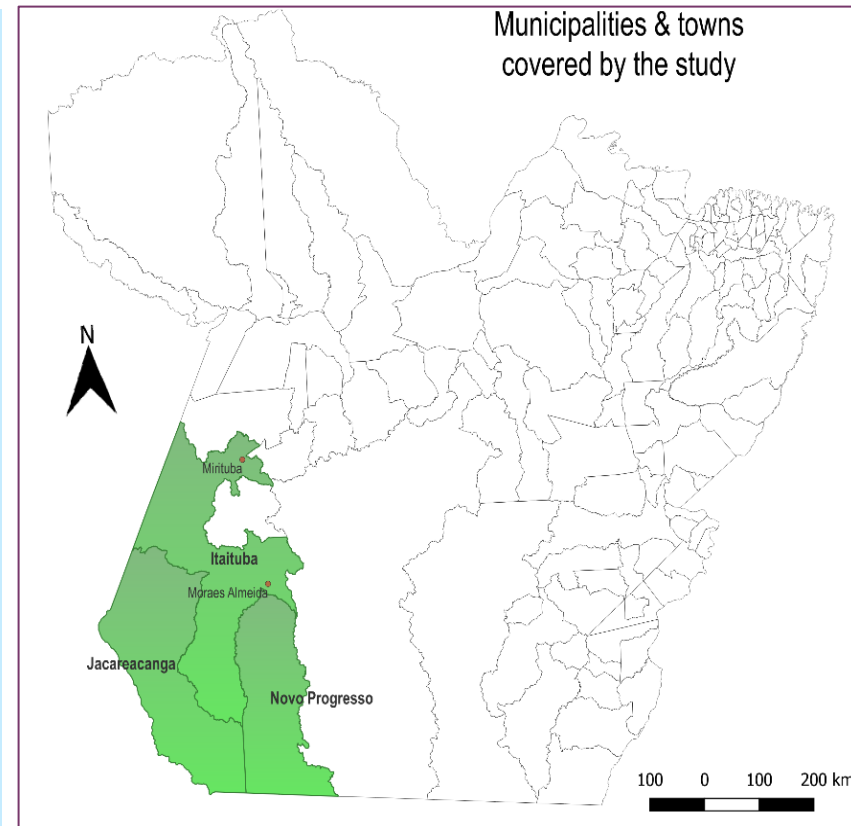 Municipalities & towns
covered by the study
N
Mirituba
Itaituba
Moraes Almeida
Jacareacanga
Novo Progresso
100 0 100 200 km